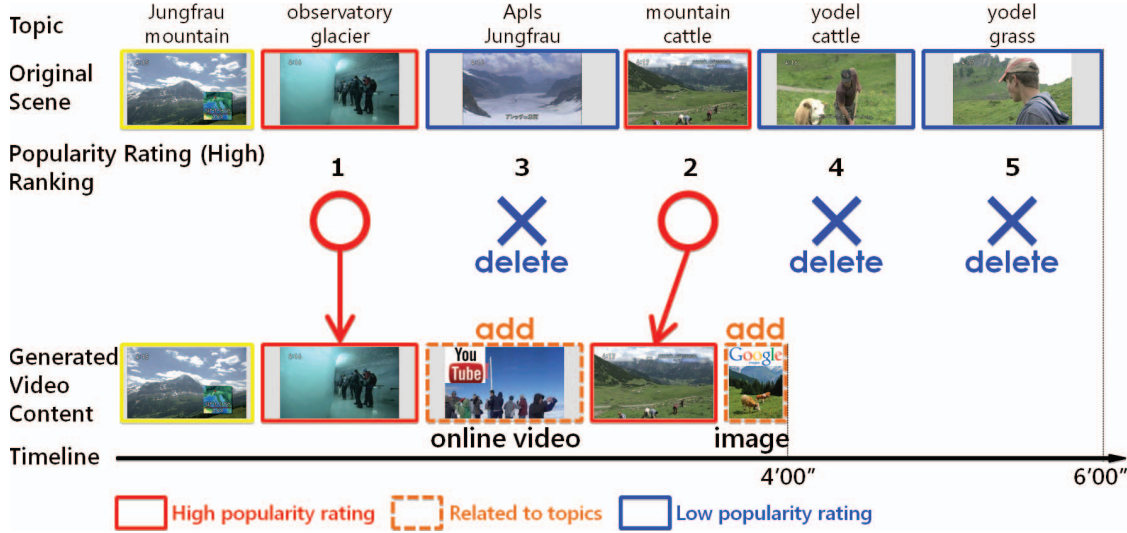 Topic
Jungfrau
mountain
observatory
glacier
Apls
Jungfrau
mountain
cattle
yodel
cattle
yodel
grass
Original
Scene
Popularity Rating (High)
Ranking
1
3
2
4
5
delete
delete
delete
add
add
Generated
Video
Content
You
Tube
Google
online video
image
Timeline
4'00"
6'00"
High popularity rating
Related to topics
Low popularity rating